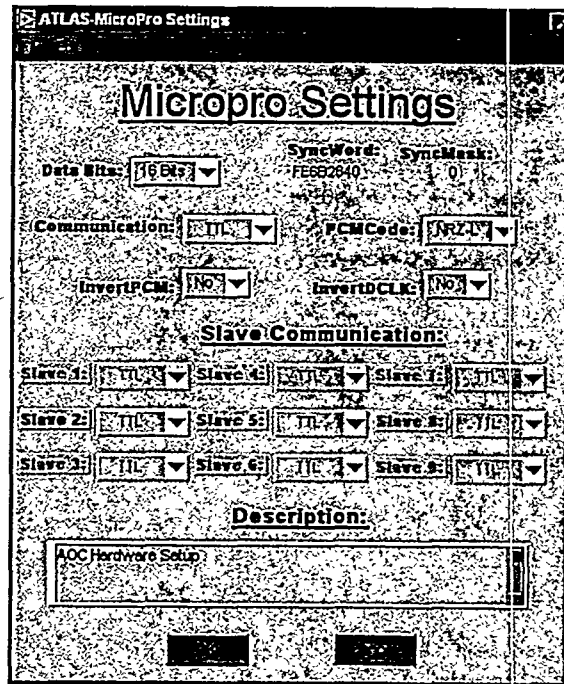 ATLAS-MicroPro Settings
Micropro Settings
Data Bits: 16 Bits SyncWord: FE6B2840 SyncMask: 0
Communication: TTL PCMCode: NRZ-L
InvertPCM: No InvertDCLK: No
Slave Communication:
Slave 1: TTL Slave 4: TTL Slave 7: TTL
Slave 2: TTL Slave 5: TTL Slave 8: TTL
Slave 3: TTL Slave 6: TTL Slave 9: TTL
Description:
AOC Hardware Setup